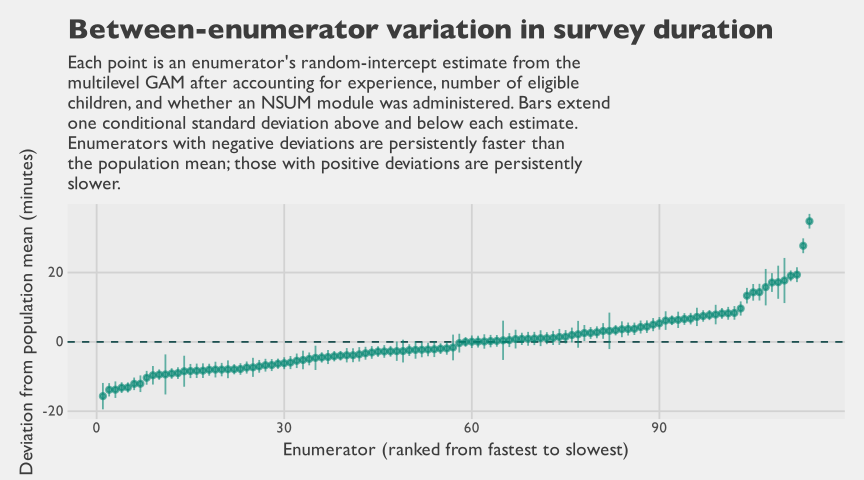 Between-enumerator variation in survey duration
Each point is an enumerator's random-intercept estimate from the
multilevel GAM after accounting for experience, number of eligible
children, and whether an NSUM module was administered. Bars extend
one conditional standard deviation above and below each estimate.
Enumerators with negative deviations are persistently faster than
the population mean; those with positive deviations are persistently
slower.
Deviation from population mean (minutes)
20
0
-20
0
30
60
90
Enumerator (ranked from fastest to slowest)